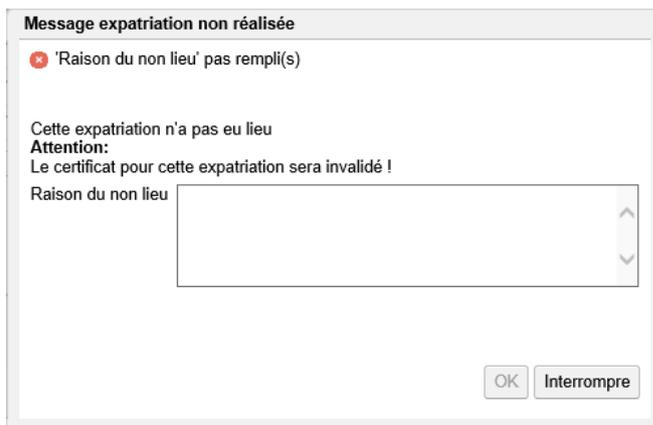 Message expatriation non réalisée
'Raison du non lieu' pas rempli(s)
Cette expatriation n'a pas eu lieu
Attention:
Le certificat pour cette expatriation sera invalidé !
Raison du non lieu
OK Interrompre